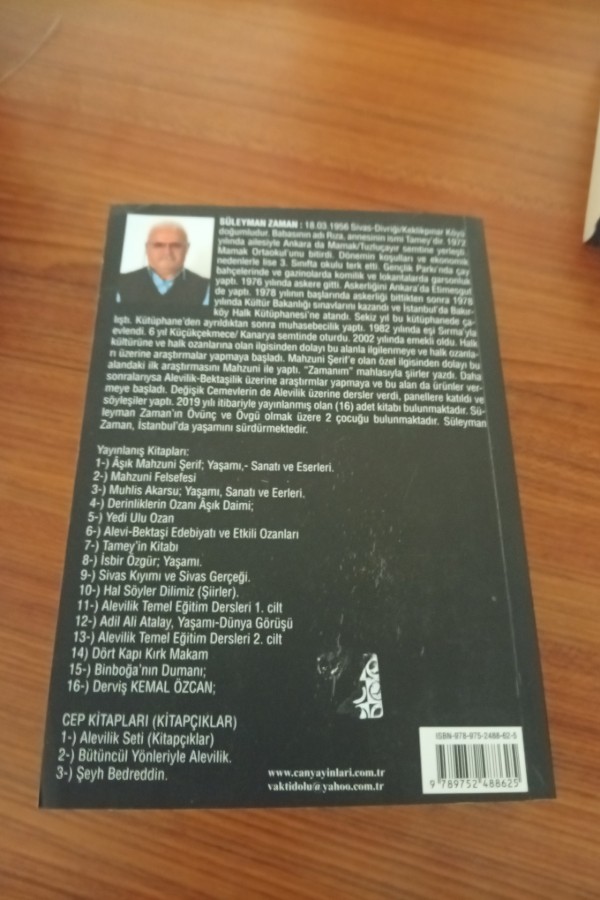 SÜLEYMAN ZAMAN : 18.03.1956 Sivas-Divriği/Keklikpınar Köyü
doğumludur. Babasının adı Rıza, annesinin ismi Tamey'dir. 1972
yılında ailesiyle Ankara da Mamak/Tuzluçayır semtine yerleşti.
Mamak Ortaokul'unu bitirdi. Dönemin koşulları ve ekonomik
nedenlerle lise 3. Sınıfta okulu terk etti. Gençlik Parkı'nda çay
bahçelerinde ve gazinolarda komilik ve lokantalarda garsonluk
yaptı. 1976 yılında askere gitti. Askerliğini Ankara'da Etimesgut
de yaptı. 1978 yılının başlarında askerliği bittikten sonra 1978
yılında Kültür Bakanlığı sınavlarını kazandı ve İstanbul'da Bakır-
köy Halk Kütüphanesi'ne atandı. Sekiz yıl bu kütüphanede ça-
lıştı. Kütüphane'den ayrıldıktan sonra muhasebecilik yaptı. 1982 yılında eşi Sırma'yla
evlendi. 6 yıl Küçükçekmece/ Kanarya semtinde oturdu. 2002 yılında emekli oldu. Halk
kültürüne ve halk ozanlarına olan ilgisinden dolayı bu alanla ilgilenmeye ve halk ozanla-
rı üzerine araştırmalar yapmaya başladı. Mahzuni Şerif'e olan özel ilgisinden dolayı bu
alandaki ilk araştırmasını Mahzuni ile yaptı. "Zamanım" mahlasıyla şiirler yazdı. Daha
sonralarıysa Alevilik-Bektaşilik üzerine araştırmlar yapmaya ve bu alan da ürünler ver-
meye başladı. Değişik Cemevlerin de Alevilik üzerine dersler verdi, panellere katıldı ve
söyleşiler yaptı. 2019 yılı itibariyle yayınlanmış olan (16) adet kitabı bulunmaktadır. Sü-
leyman Zaman'ın Övünç ve Övgü olmak üzere 2 çocuğu bulunmaktadır. Süleyman
Zaman, İstanbul'da yaşamını sürdürmektedir.
Yayınlanış Kitapları:
1-) Âşık Mahzuni Şerif; Yaşamı,- Sanatı ve Eserleri.
2-) Mahzuni Felsefesi
3-) Muhlis Akarsu; Yaşamı, Sanatı ve Eerleri.
4-) Derinliklerin Ozanı Âşık Daimi;
5-) Yedi Ulu Ozan
6-) Alevi-Bektaşi Edebiyatı ve Etkili Ozanları
7-) Tamey'in Kitabı
8-) İsbir Özgür; Yaşamı.
9-) Sivas Kıyımı ve Sivas Gerçeği.
10-) Hal Söyler Dilimiz (Şiirler).
11-) Alevilik Temel Eğitim Dersleri 1. cilt
12-) Adil Ali Atalay, Yaşamı-Dünya Görüşü
13-) Alevilik Temel Eğitim Dersleri 2. cilt
14) Dört Kapı Kırk Makam
15-) Binboğa'nın Dumanı;
16-) Derviş KEMAL ÖZCAN;
CEP KİTAPLARI (KİTAPÇIKLAR)
1-) Alevilik Seti (Kitapçıklar)
2-) Bütüncül Yönleriyle Alevilik.
3-) Şeyh Bedreddin.
www.canyayinlari.com.tr
vaktidolu@yahoo.com.tr
ISBN-978-975-2488-62-5
9 789752 488625